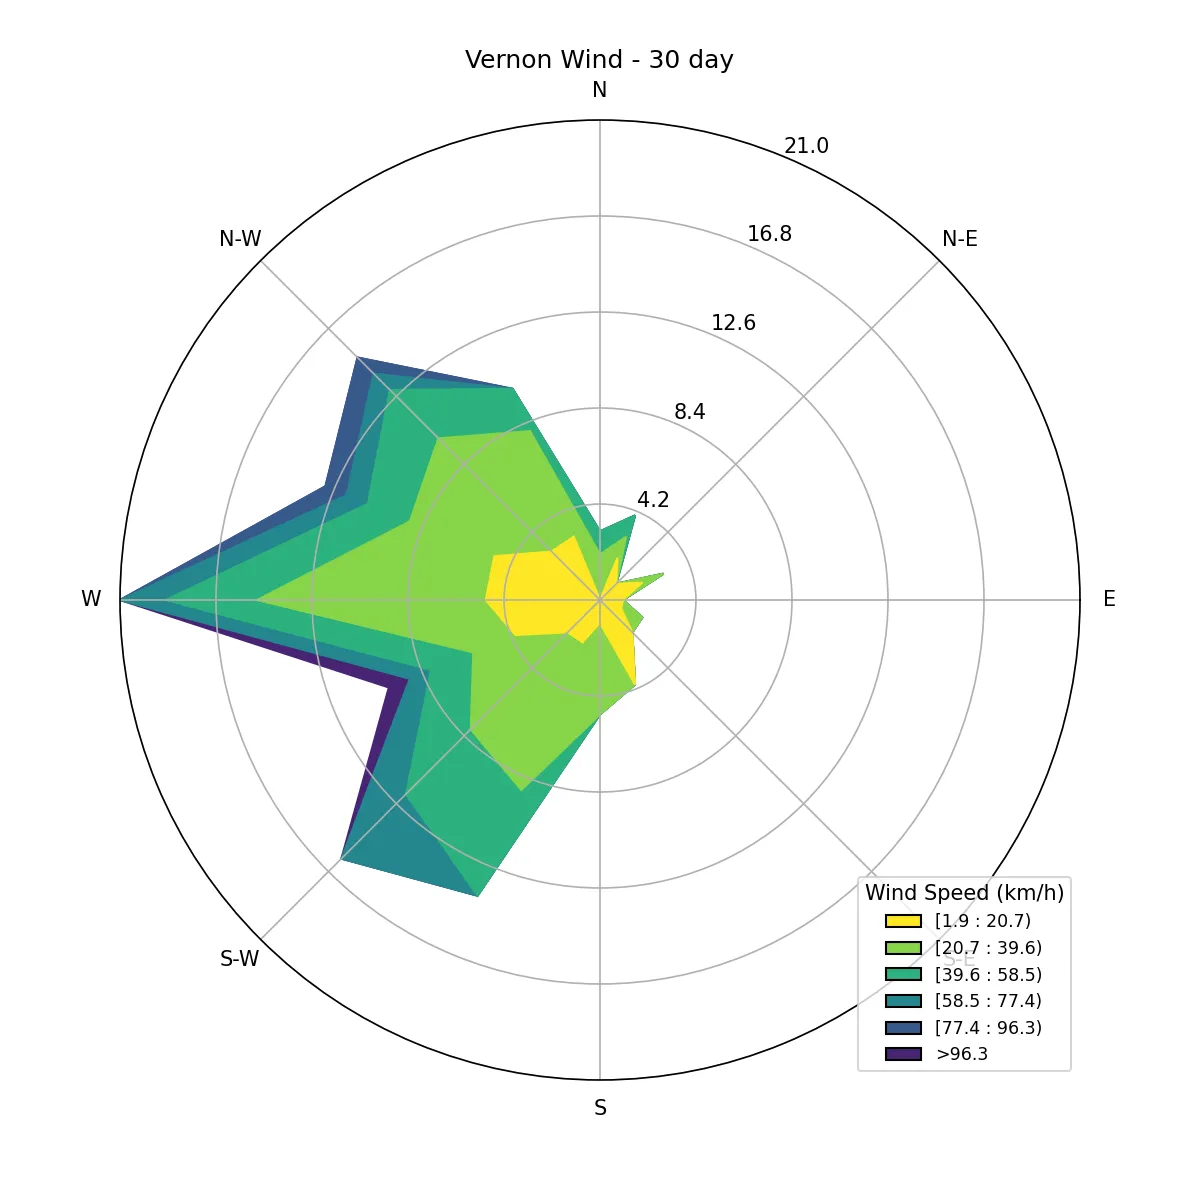 Vernon Wind - 30 day
N
21.0
16.8
N-W
N-E
12.6
8.4
4.2
W
E
S-W
S-E
Wind Speed (km/h)
[1.9 : 20.7)
[20.7 : 39.6)
[39.6 : 58.5)
[58.5 : 77.4)
[77.4 : 96.3)
>96.3
S